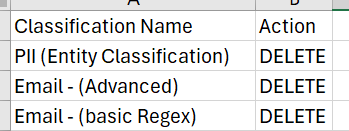 Classification Name Action
PII (Entity Classification) DELETE
Email - (Advanced) DELETE
Email - (basic Regex) DELETE